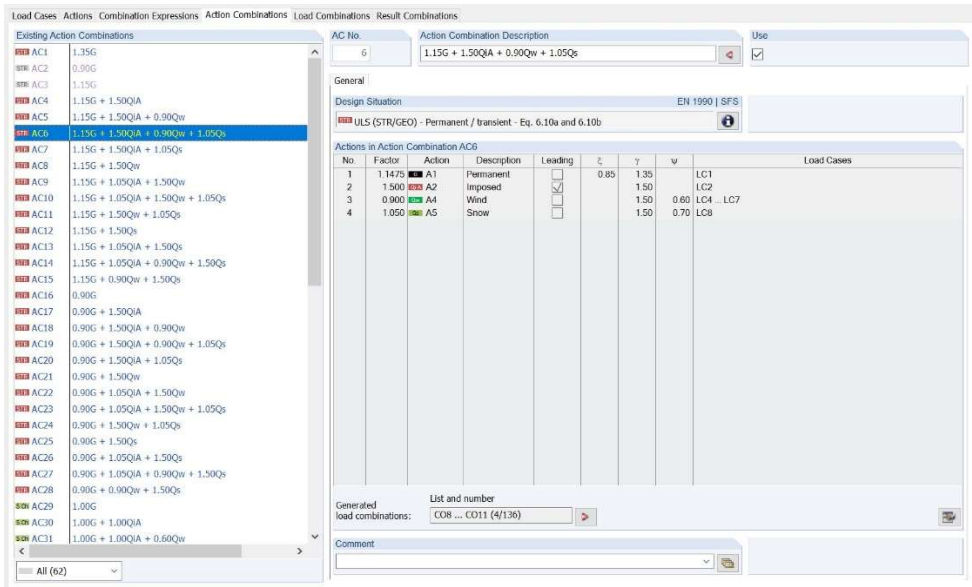 Load Cases Actions Combination Expressions Action Combinations Load Combinations Result Combinations
Existing Action Combinations
STR AC1 1.35G
STR AC2 0.90G
STR AC3 1.15G
STR AC4 1.15G + 1.50QiA
STR AC5 1.15G + 1.50QiA + 0.90Qw
STR AC6 1.15G + 1.50QiA + 0.90Qw + 1.05Qs
STR AC7 1.15G + 1.50QiA + 1.05Qs
STR AC8 1.15G + 1.50Qw
STR AC9 1.15G + 1.05QiA + 1.50Qw
STR AC10 1.15G + 1.05QiA + 1.50Qw + 1.05Qs
STR AC11 1.15G + 1.50Qw + 1.05Qs
STR AC12 1.15G + 1.50Qs
STR AC13 1.15G + 1.05QiA + 1.50Qs
STR AC14 1.15G + 1.05QiA + 0.90Qw + 1.50Qs
STR AC15 1.15G + 0.90Qw + 1.50Qs
STR AC16 0.90G
STR AC17 0.90G + 1.50QiA
STR AC18 0.90G + 1.50QiA + 0.90Qw
STR AC19 0.90G + 1.50QiA + 0.90Qw + 1.05Qs
STR AC20 0.90G + 1.50QiA + 1.05Qs
STR AC21 0.90G + 1.50Qw
STR AC22 0.90G + 1.05QiA + 1.50Qw
STR AC23 0.90G + 1.05QiA + 1.50Qw + 1.05Qs
STR AC24 0.90G + 1.50Qw + 1.05Qs
STR AC25 0.90G + 1.50Qs
STR AC26 0.90G + 1.05QiA + 1.50Qs
STR AC27 0.90G + 1.05QiA + 0.90Qw + 1.50Qs
STR AC28 0.90G + 0.90Qw + 1.50Qs
S Ch AC29 1.00G
S Ch AC30 1.00G + 1.00QiA
S Ch AC31 1.00G + 1.00QiA + 0.60Qw
All (62)
AC No.
6
Action Combination Description
1.15G + 1.50QiA + 0.90Qw + 1.05Qs
Use
General
Design Situation EN 1990 | SFS
STR ULS (STR/GEO) - Permanent / transient - Eq. 6.10a and 6.10b
Actions in Action Combination AC6
No. Factor Action Description Leading ξ γ ψ Load Cases
1 1.1475 G A1 Permanent 0.85 1.35 LC1
2 1.500 Qi A A2 Imposed 1.50 LC2
3 0.900 Qw A4 Wind 1.50 0.60 LC4 ... LC7
4 1.050 Qs A5 Snow 1.50 0.70 LC8
Generated
load combinations:
List and number
CO8 ... CO11 (4/136)
Comment